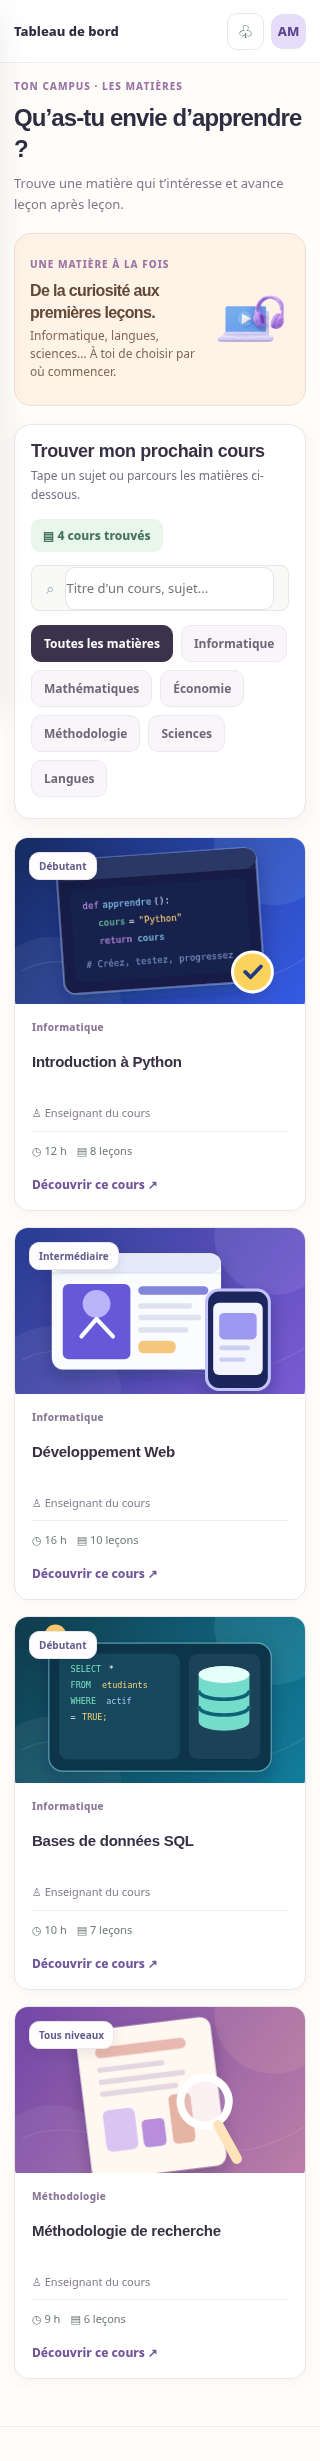 Tableau de bord
AM
TON CAMPUS · LES MATIÈRES
Qu’as-tu envie d’apprendre
?
Trouve une matière qui t’intéresse et avance
leçon après leçon.
UNE MATIÈRE À LA FOIS
De la curiosité aux
premières leçons.
Informatique, langues,
sciences… À toi de choisir par
où commencer.
Trouver mon prochain cours
Tape un sujet ou parcours les matières ci-
dessous.
4 cours trouvés
Titre d'un cours, sujet...
Toutes les matières
Informatique
Mathématiques
Économie
Méthodologie
Sciences
Langues
Débutant
def apprendre():
cours = "Python"
return cours
# Créez, testez, progressez
Informatique
Introduction à Python
Enseignant du cours
12 h 8 leçons
Découvrir ce cours ↗
Intermédiaire
Informatique
Développement Web
Enseignant du cours
16 h 10 leçons
Découvrir ce cours ↗
Débutant
SELECT *
FROM etudiants
WHERE actif
= TRUE;
Informatique
Bases de données SQL
Enseignant du cours
10 h 7 leçons
Découvrir ce cours ↗
Tous niveaux
Méthodologie
Méthodologie de recherche
Enseignant du cours
9 h 6 leçons
Découvrir ce cours ↗